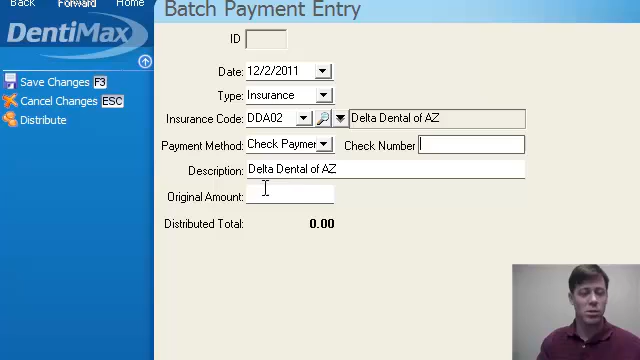 Back Forward Home
DentiMax
Save Changes F3
Cancel Changes ESC
Distribute
Batch Payment Entry
ID
Date: 12/2/2011
Type: Insurance
Insurance Code: DDA02 Delta Dental of AZ
Payment Method: Check Paymer Check Number
Description: Delta Dental of AZ
Original Amount:
Distributed Total: 0.00